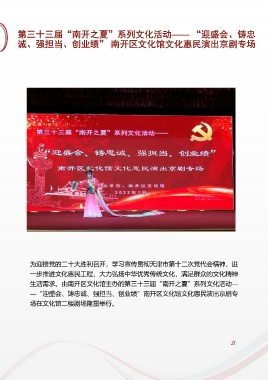 第三十三届“南开之夏”系列文化活动——“迎盛会、铸忠
诚、强担当、创业绩” 南开区文化馆文化惠民演出京剧专场
第三十三届“南开之夏”系列文化活动——
“迎盛会、铸忠诚、强担当、创业绩”
南开区文化馆文化惠民演出京剧专场
为迎接党的二十大胜利召开，学习宣传贯彻天津市第十二次党代会精神，进
一步推进文化惠民工程，大力弘扬中华优秀传统文化，满足群众的文化精神
生活需求。由南开区文化馆主办的第三十三届“南开之夏”系列文化活动—
—“迎盛会、铸忠诚、强担当、创业绩”南开区文化馆文化惠民演出京剧专
场在文化馆二楼剧场隆重举行。
21